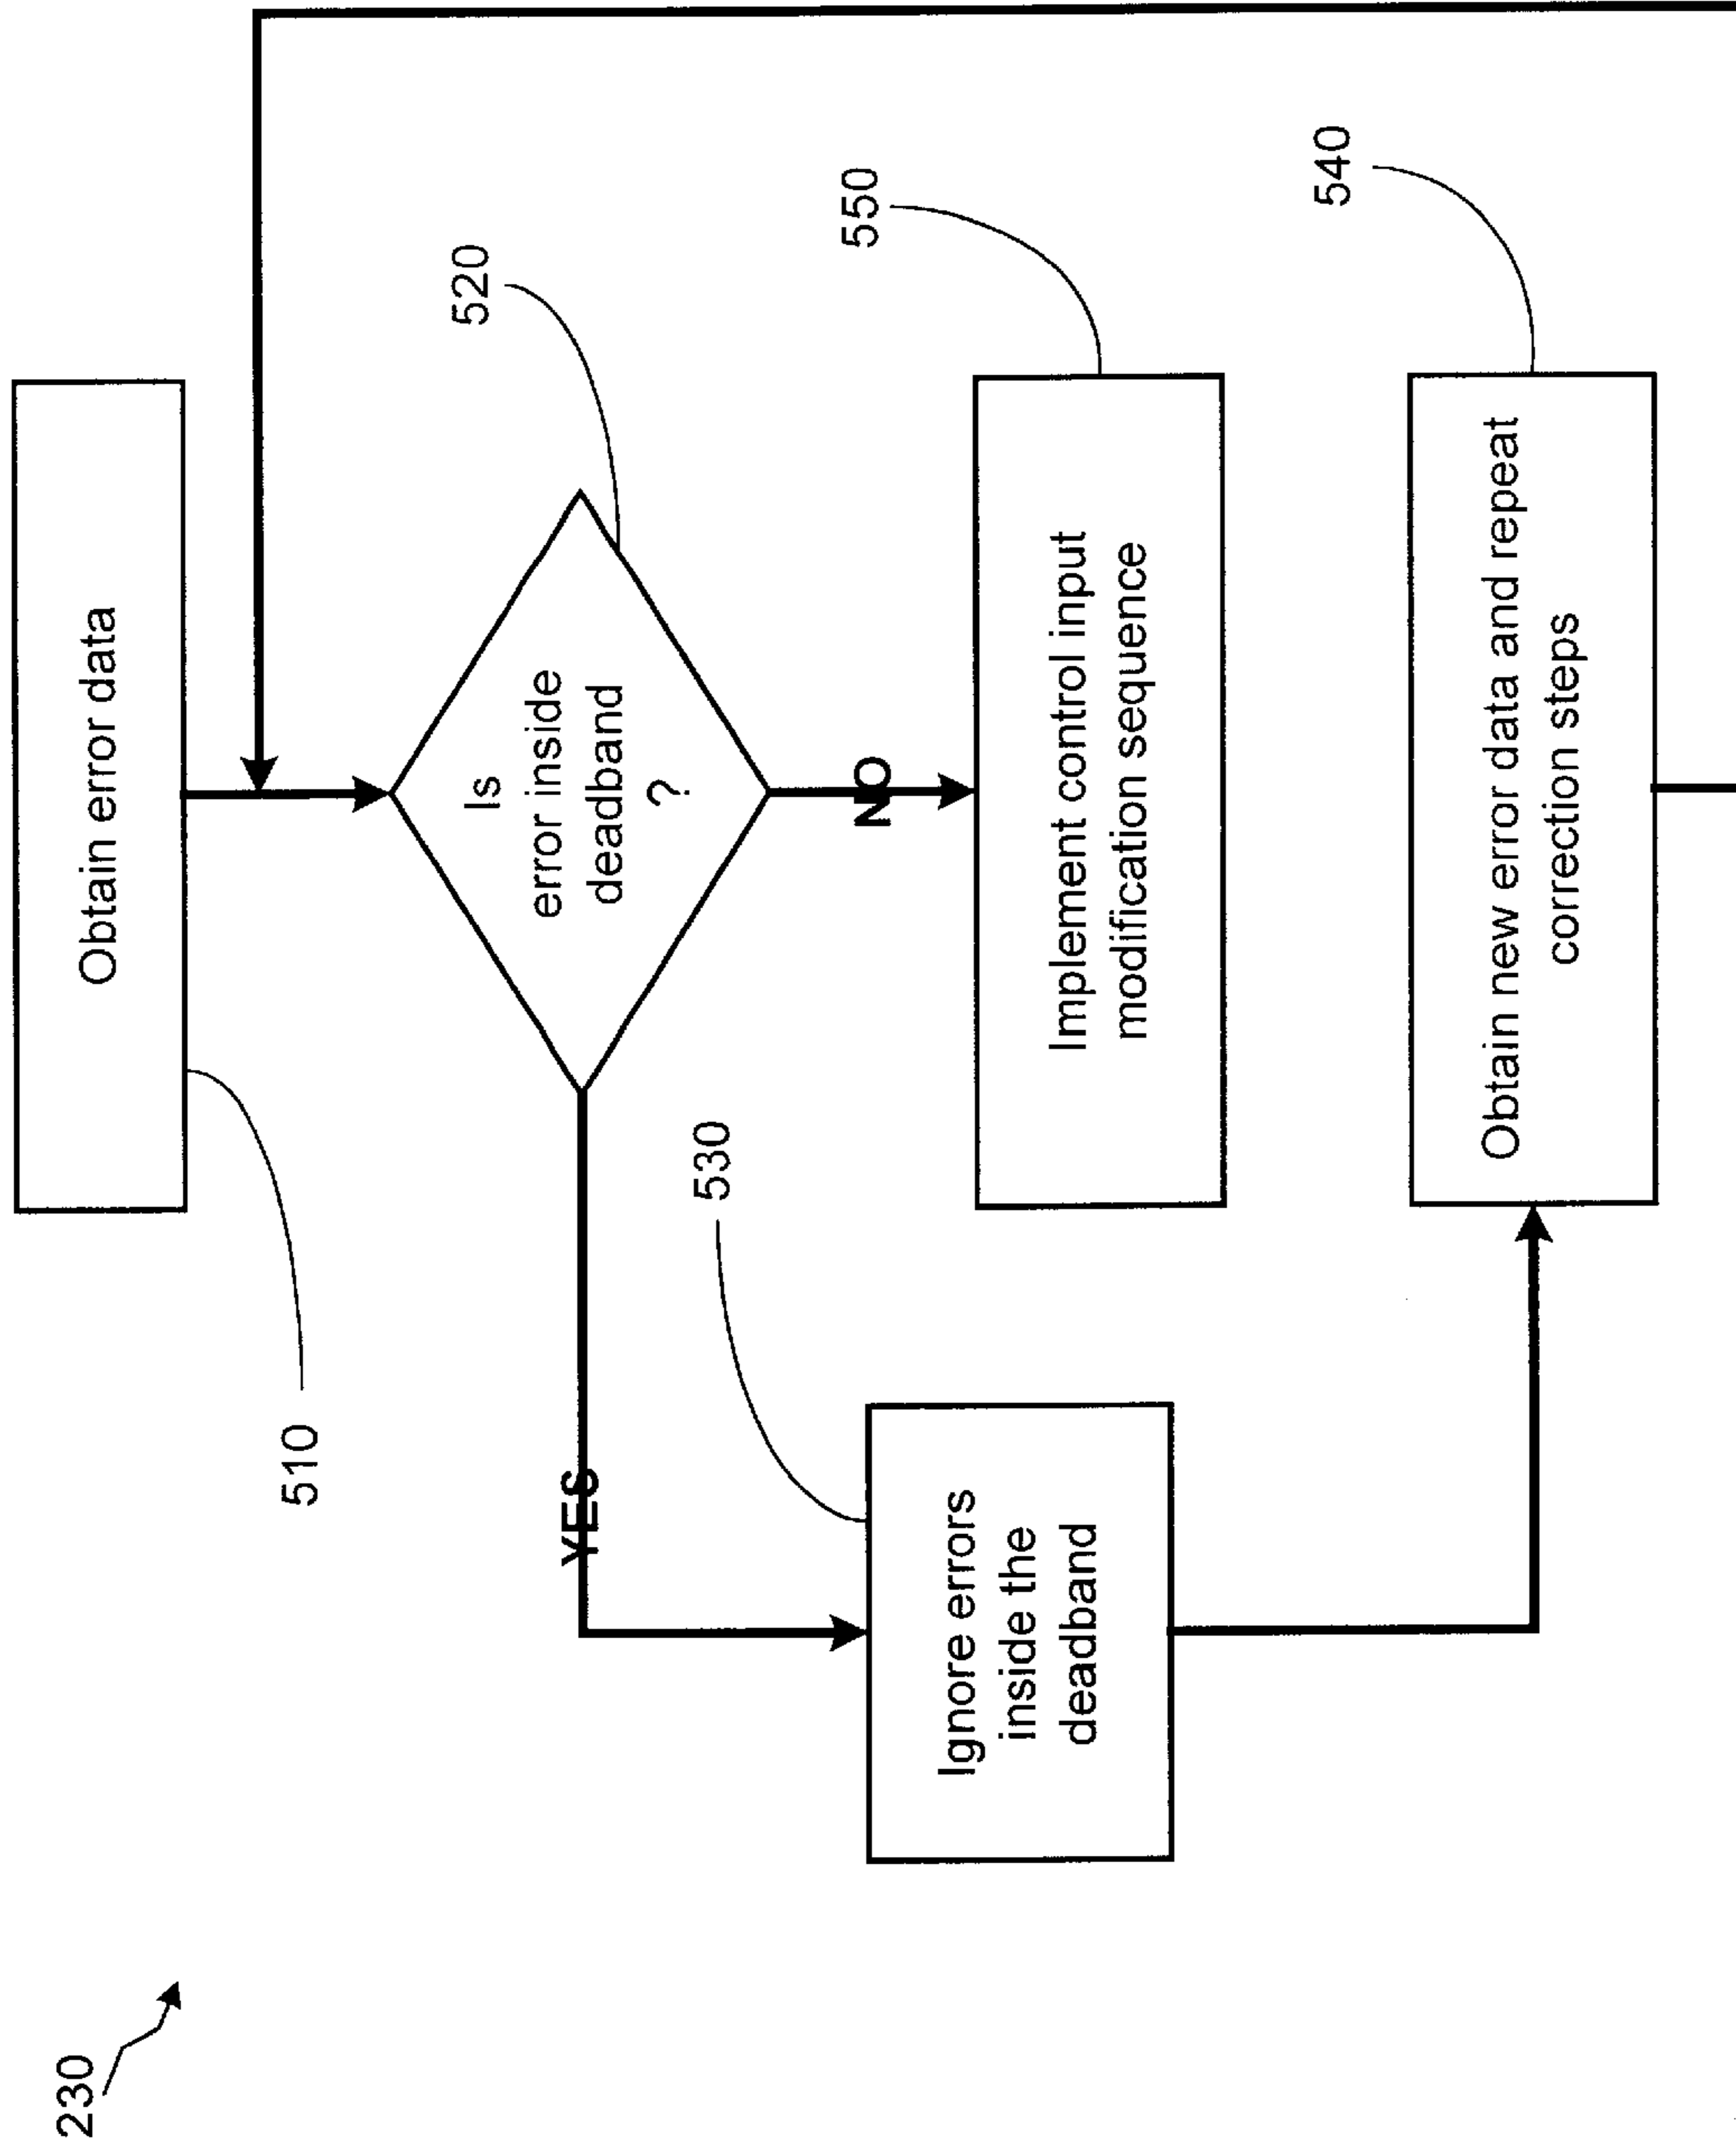 230
Obtain error data
510
Is
error inside
deadband
?
520
YES
NO
530
Ignore errors
inside the
deadband
Implement control input
modification sequence
550
Obtain new error data and repeat
correction steps
540